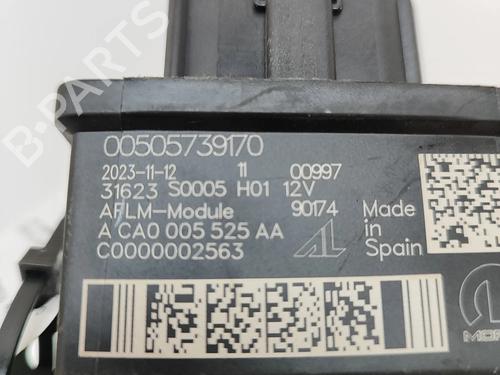 B-PARTS
00505739170
2023-11-12 11 00997
31623 S0005 H01 12V
AFLM-Module 90174
A CA0 005 525 AA
C0000002563
AL
Made in
Spain